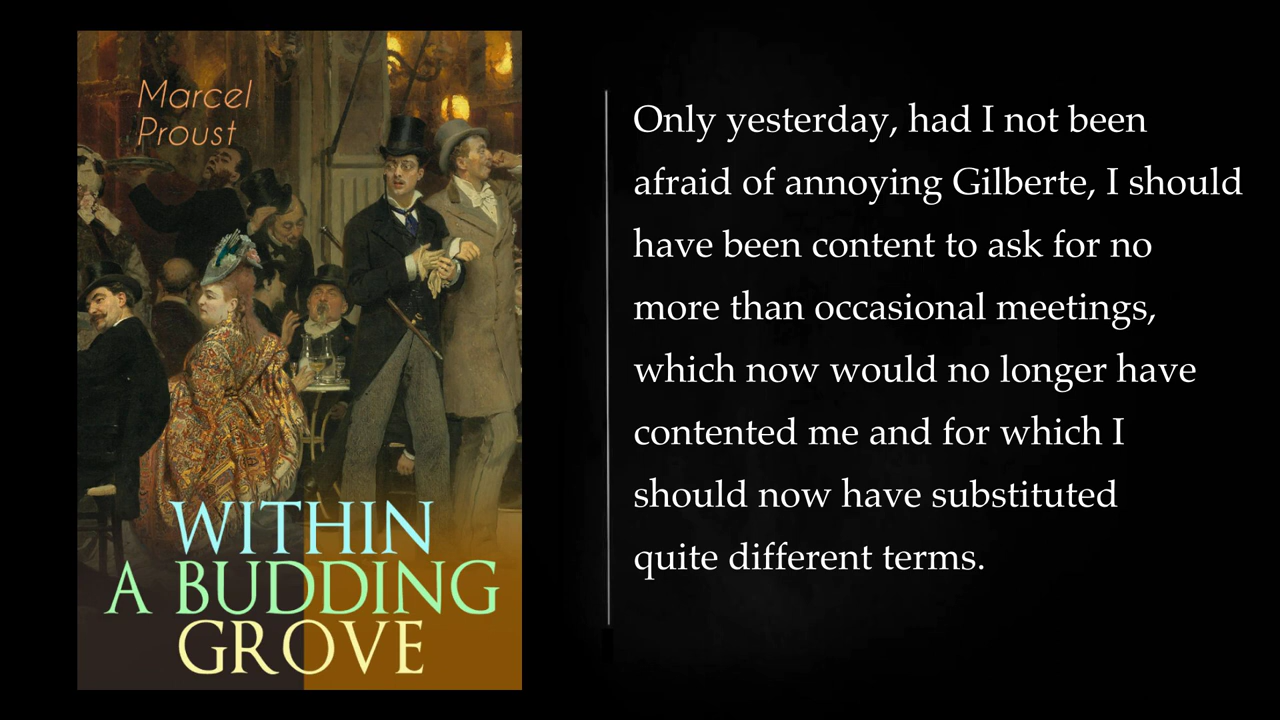 Marcel
Proust
WITHIN
A BUDDING
GROVE
Only yesterday, had I not been
afraid of annoying Gilberte, I should
have been content to ask for no
more than occasional meetings,
which now would no longer have
contented me and for which I
should now have substituted
quite different terms.